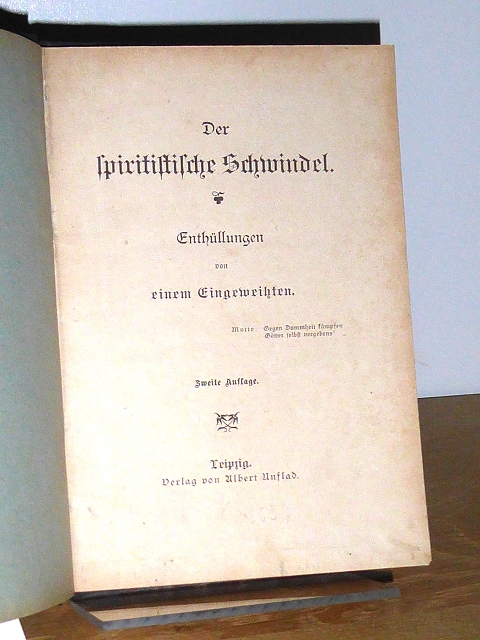 Der
spiritistische Schwindel.
Enthüllungen
von
einem Eingeweihten.
Motto: Gegen Dummheit kämpfen
Götter selbst vergebens
Zweite Auflage.
Leipzig.
Verlag von Albert Unflad.